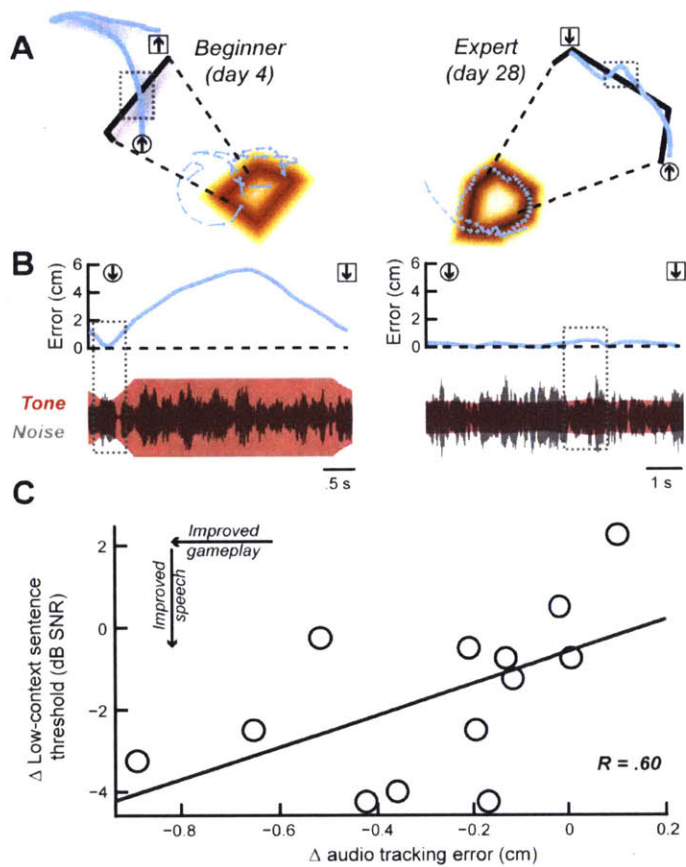 A
Beginner
(day 4)
Expert
(day 28)
B
Error (cm)
6
4
2
0
Error (cm)
6
4
2
0
Tone
Noise
.5 s
1 s
C
Improved
gameplay
Improved
speech
Δ Low-context sentence
threshold (dB SNR)
2
0
−2
−4
R = .60
−0.8
−0.6
−0.4
−0.2
0
0.2
Δ audio tracking error (cm)